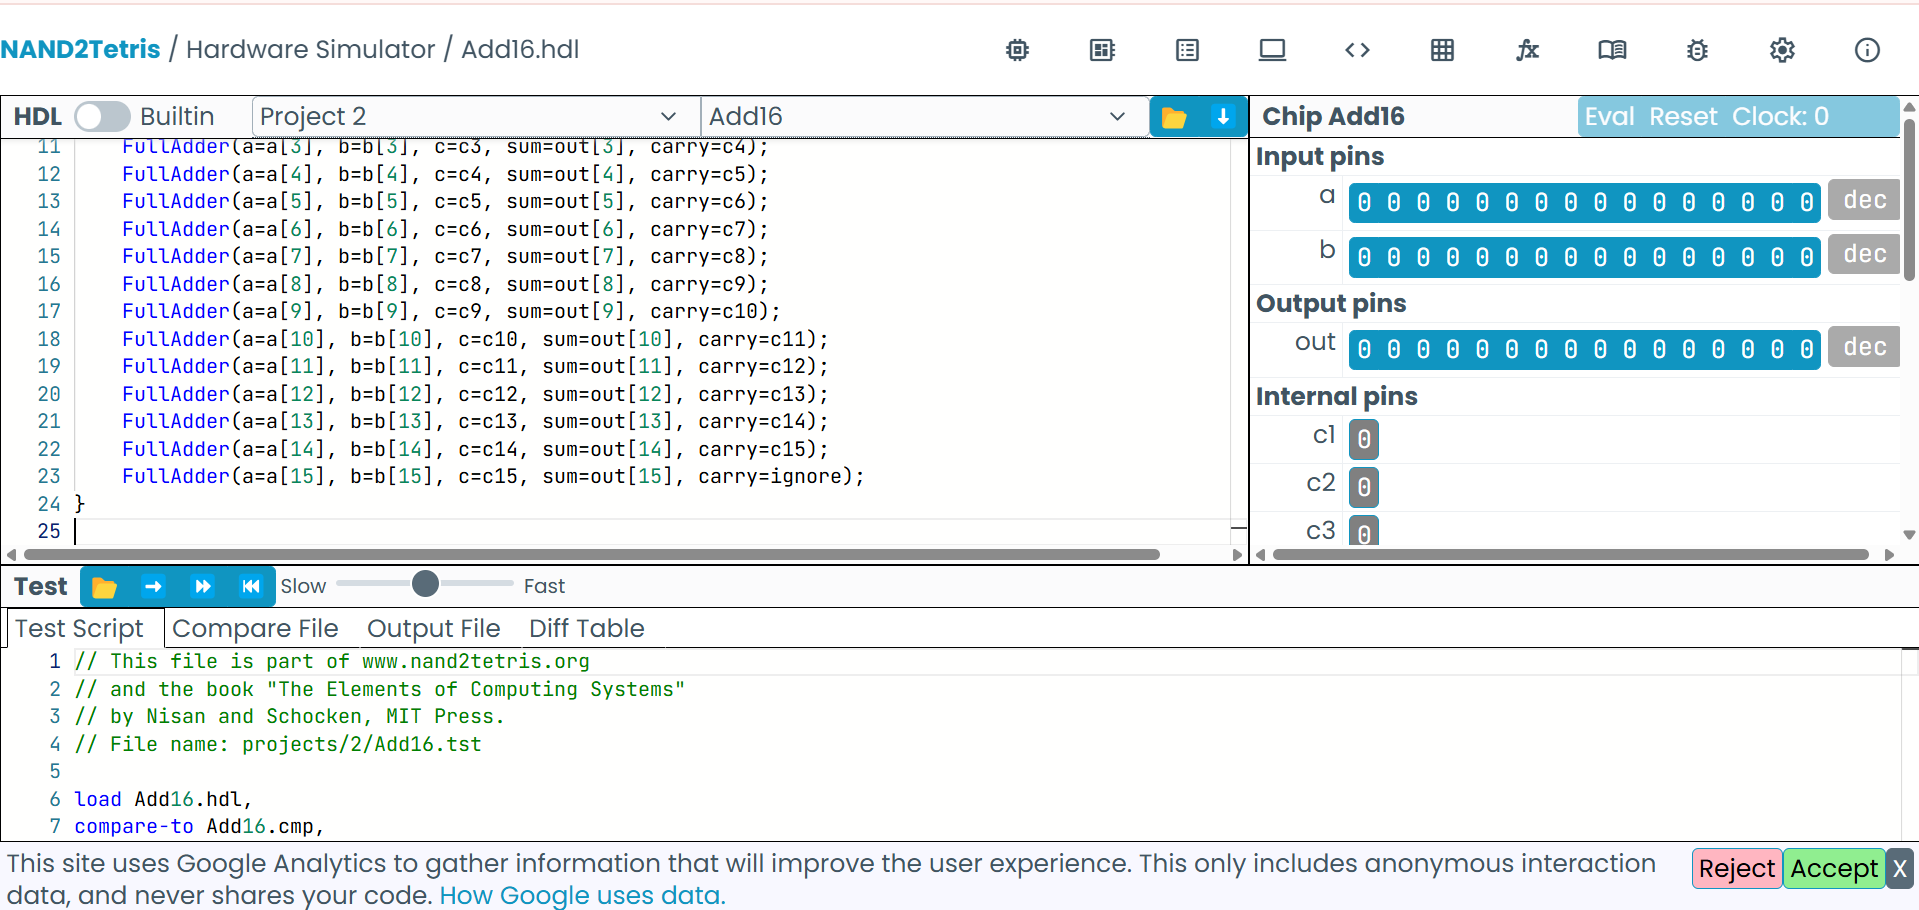 NAND2Tetris / Hardware Simulator / Add16.hdl
HDL Builtin Project 2 Add16
11 FullAdder(a=a[3], b=b[3], c=c3, sum=out[3], carry=c4);
12 FullAdder(a=a[4], b=b[4], c=c4, sum=out[4], carry=c5);
13 FullAdder(a=a[5], b=b[5], c=c5, sum=out[5], carry=c6);
14 FullAdder(a=a[6], b=b[6], c=c6, sum=out[6], carry=c7);
15 FullAdder(a=a[7], b=b[7], c=c7, sum=out[7], carry=c8);
16 FullAdder(a=a[8], b=b[8], c=c8, sum=out[8], carry=c9);
17 FullAdder(a=a[9], b=b[9], c=c9, sum=out[9], carry=c10);
18 FullAdder(a=a[10], b=b[10], c=c10, sum=out[10], carry=c11);
19 FullAdder(a=a[11], b=b[11], c=c11, sum=out[11], carry=c12);
20 FullAdder(a=a[12], b=b[12], c=c12, sum=out[12], carry=c13);
21 FullAdder(a=a[13], b=b[13], c=c13, sum=out[13], carry=c14);
22 FullAdder(a=a[14], b=b[14], c=c14, sum=out[14], carry=c15);
23 FullAdder(a=a[15], b=b[15], c=c15, sum=out[15], carry=ignore);
24 }
25
Chip Add16 Eval Reset Clock: 0
Input pins
a 0 0 0 0 0 0 0 0 0 0 0 0 0 0 0 0 dec
b 0 0 0 0 0 0 0 0 0 0 0 0 0 0 0 0 dec
Output pins
out 0 0 0 0 0 0 0 0 0 0 0 0 0 0 0 0 dec
Internal pins
c1 0
c2 0
c3 0
Test Slow Fast
Test Script Compare File Output File Diff Table
1 // This file is part of www.nand2tetris.org
2 // and the book "The Elements of Computing Systems"
3 // by Nisan and Schocken, MIT Press.
4 // File name: projects/2/Add16.tst
5
6 load Add16.hdl,
7 compare-to Add16.cmp,
This site uses Google Analytics to gather information that will improve the user experience. This only includes anonymous interaction
data, and never shares your code. How Google uses data.
Reject Accept X